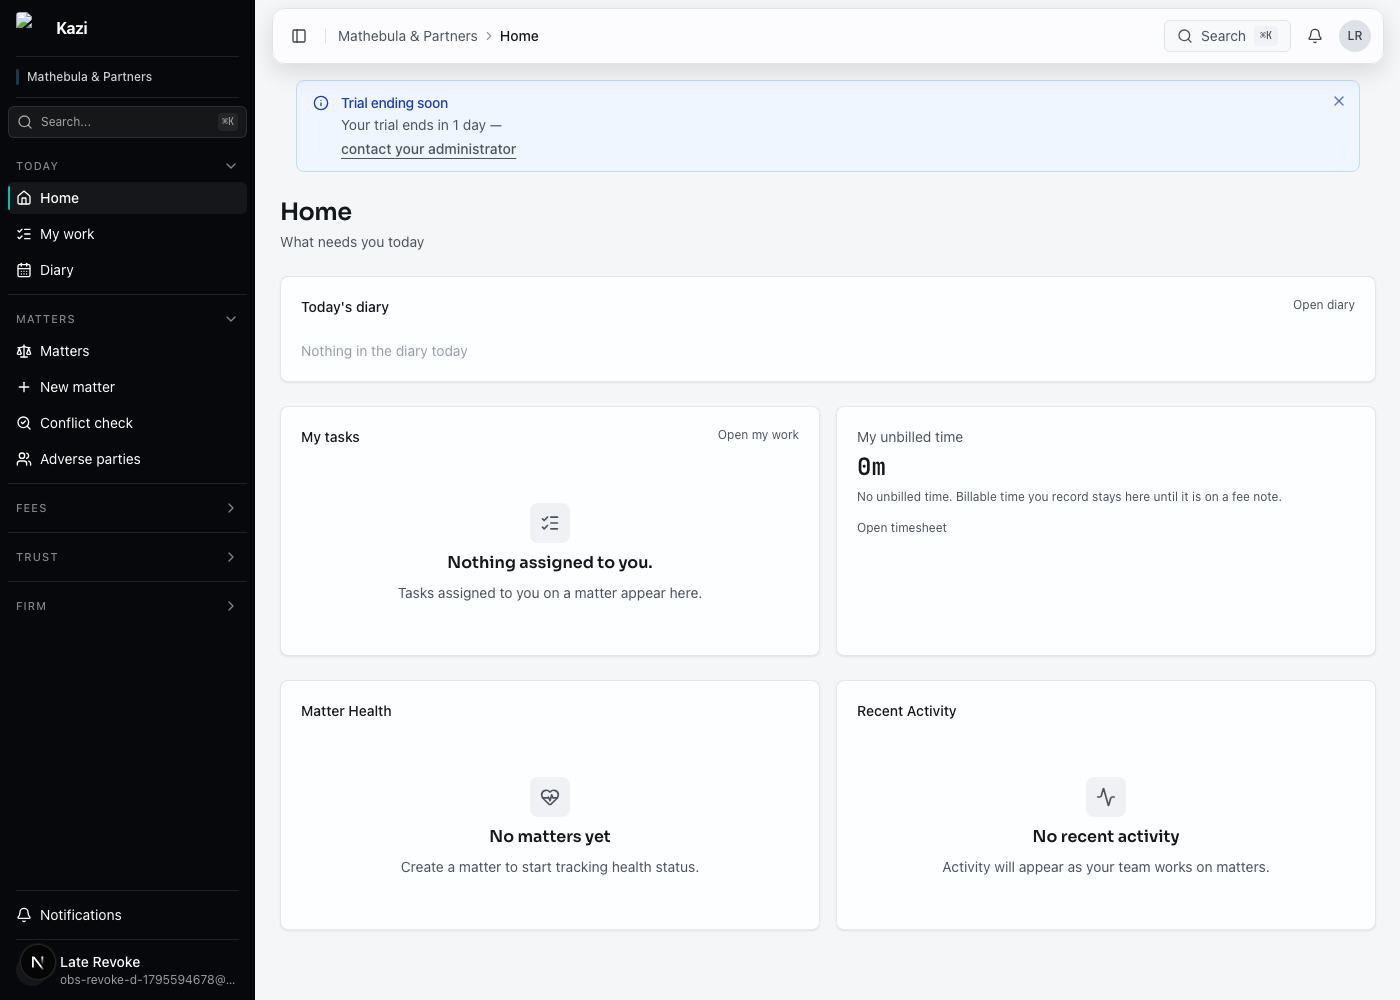 Kazi
Mathebula & Partners
Search... ⌘K
TODAY
Home
My work
Diary
MATTERS
Matters
New matter
Conflict check
Adverse parties
FEES
TRUST
FIRM
Notifications
N
Late Revoke
obs-revoke-d-1795594678@...
Mathebula & Partners > Home
Search ⌘K
LR
Trial ending soon
Your trial ends in 1 day —
contact your administrator
Home
What needs you today
Today's diary
Open diary
Nothing in the diary today
My tasks
Open my work
Nothing assigned to you.
Tasks assigned to you on a matter appear here.
My unbilled time
0m
No unbilled time. Billable time you record stays here until it is on a fee note.
Open timesheet
Matter Health
No matters yet
Create a matter to start tracking health status.
Recent Activity
No recent activity
Activity will appear as your team works on matters.